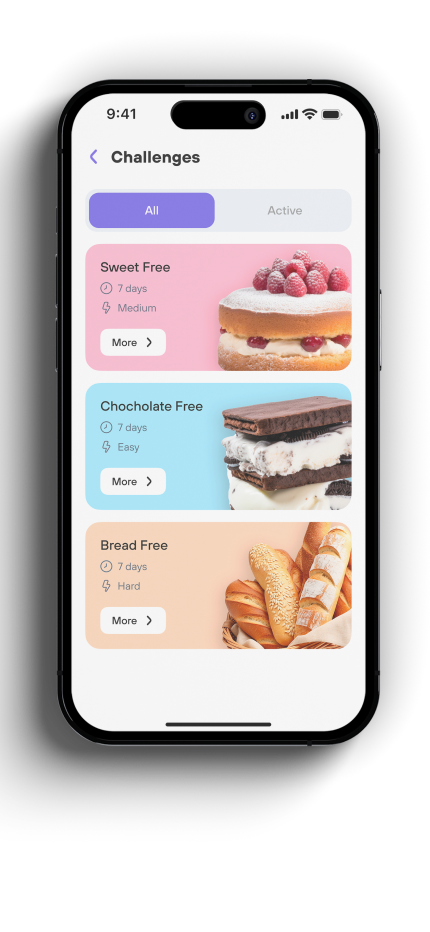 9:41
Challenges
All
Active
Sweet Free
7 days
Medium
More
Chocholate Free
7 days
Easy
More
Bread Free
7 days
Hard
More